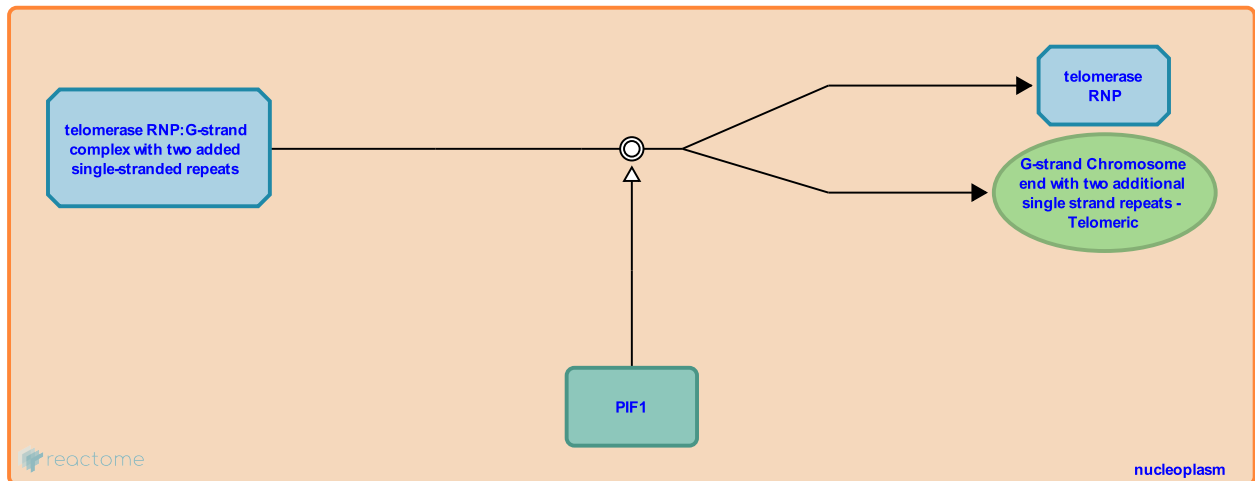 telomerase RNP:G-strand
complex with two added
single-stranded repeats
telomerase
RNP
G-strand Chromosome
end with two additional
single strand repeats -
Telomeric
PIF1
reactome
nucleoplasm